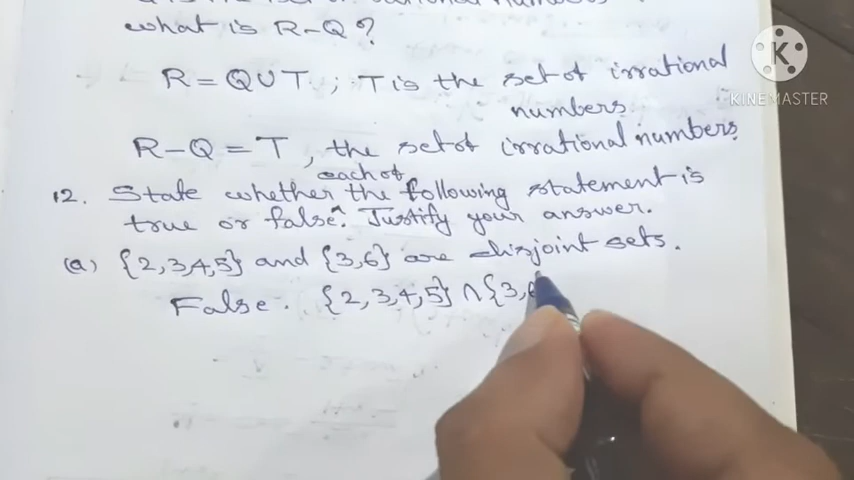 what is R-Q?
R = Q ∪ T ; T is the set of irrational
numbers
R-Q = T, the set of irrational numbers
12. State whether the each of following statement is
true or false. Justify your answer.
(a) {2,3,4,5} and {3,6} are disjoint sets.
False. {2,3,4,5} ∩ {3,
K
KINEMASTER